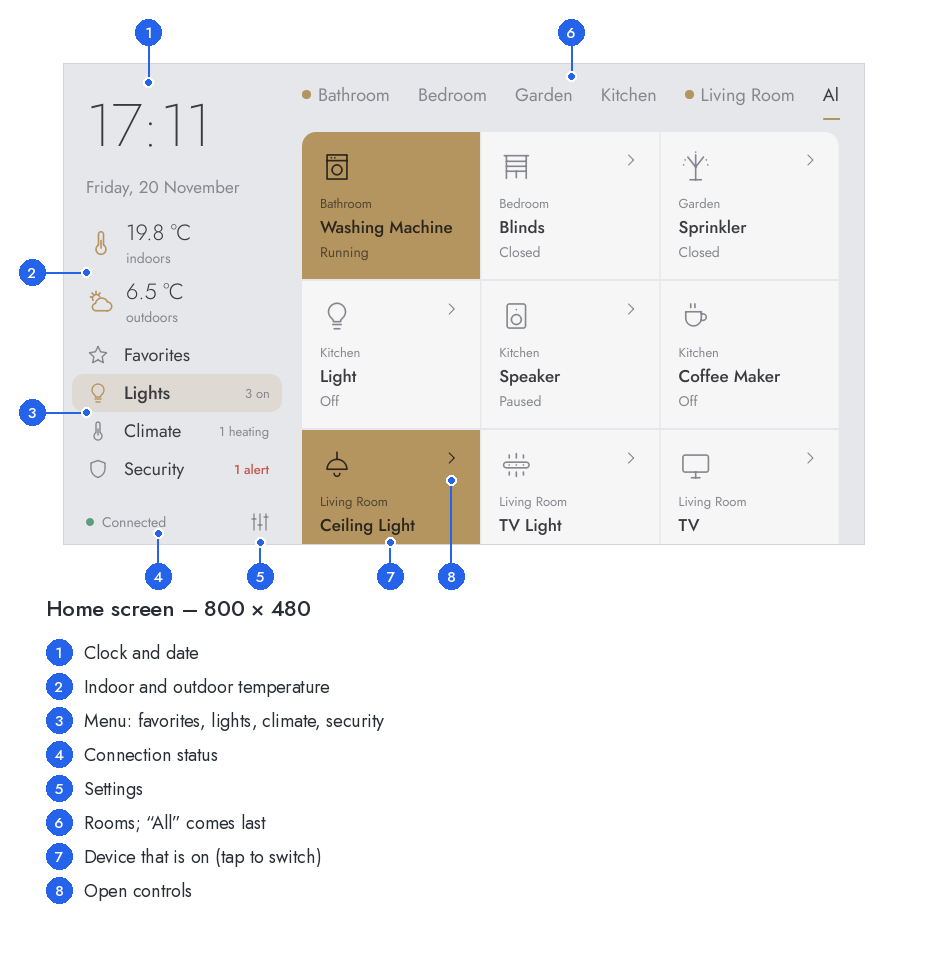 1
6
17:11
Friday, 20 November
19.8 °C
indoors
2
6.5 °C
outdoors
Favorites
Lights 3 on
3
Climate 1 heating
Security 1 alert
Connected
Bathroom Bedroom Garden Kitchen Living Room Al
Bathroom
Washing Machine
Running
Bedroom
Blinds
Closed
Garden
Sprinkler
Closed
Kitchen
Light
Off
Kitchen
Speaker
Paused
Kitchen
Coffee Maker
Off
Living Room
Ceiling Light
Living Room
TV Light
Living Room
TV
4
5
7
8
Home screen – 800 × 480
1 Clock and date
2 Indoor and outdoor temperature
3 Menu: favorites, lights, climate, security
4 Connection status
5 Settings
6 Rooms; “All” comes last
7 Device that is on (tap to switch)
8 Open controls